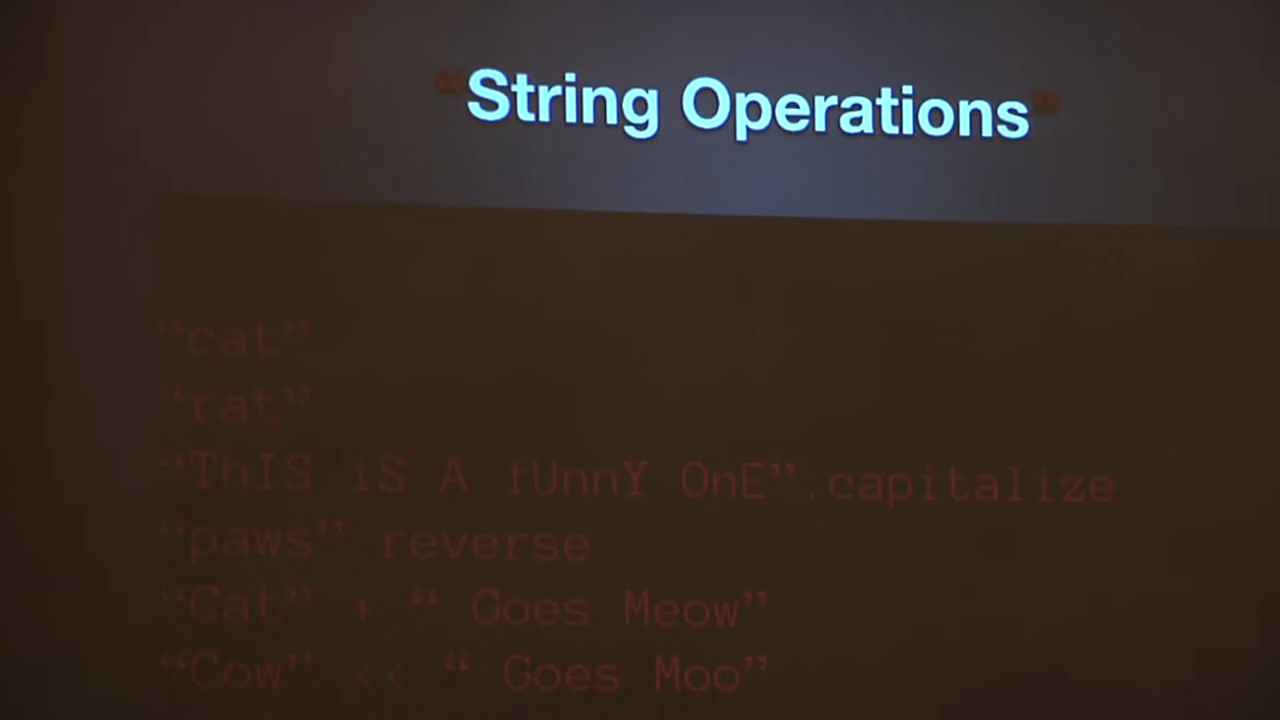 “String Operations”
“cat”
“rat”
“ThIS iS A fUnnY OnE”.capitalize
“paws”.reverse
“Cat” + “ Goes Meow”
“Cow” << “ Goes Moo”